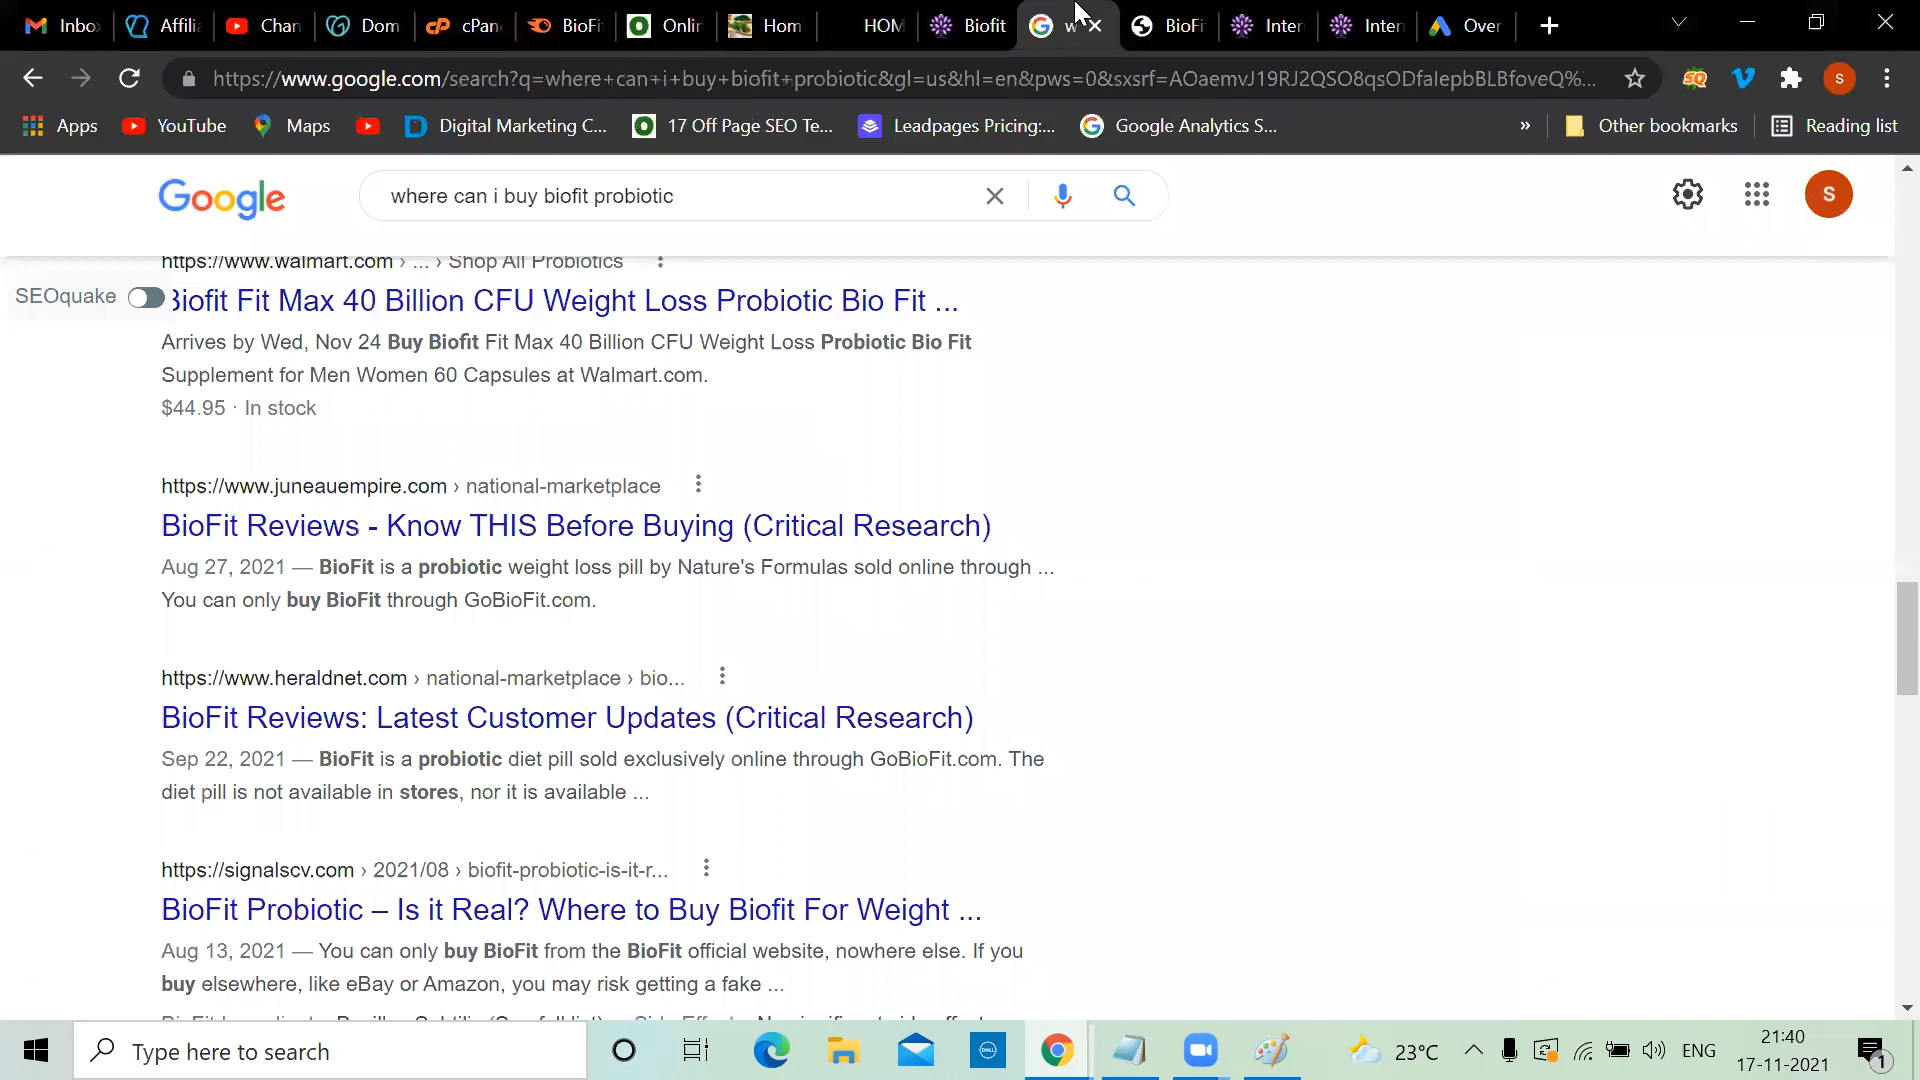 Inbo
Affilia
Chan
Dom
cPan
BioFi
Onlin
Hom
HOM
Biofit
w
BioFi
Inter
Inter
Over
https://www.google.com/search?q=where+can+i+buy+biofit+probiotic&gl=us&hl=en&pws=0&sxsrf=AOaemvJ19RJ2QSO8qsODfaIepbBLBfoveQ%...
S
Apps
YouTube
Maps
Digital Marketing C...
17 Off Page SEO Te...
Leadpages Pricing:...
Google Analytics S...
»
Other bookmarks
Reading list
Google
where can i buy biofit probiotic
S
https://www.walmart.com › ... › Shop All Probiotics
SEOquake
Biofit Fit Max 40 Billion CFU Weight Loss Probiotic Bio Fit ...
Arrives by Wed, Nov 24 Buy Biofit Fit Max 40 Billion CFU Weight Loss Probiotic Bio Fit
Supplement for Men Women 60 Capsules at Walmart.com.
$44.95 · In stock
https://www.juneauempire.com › national-marketplace
BioFit Reviews - Know THIS Before Buying (Critical Research)
Aug 27, 2021 — BioFit is a probiotic weight loss pill by Nature's Formulas sold online through ...
You can only buy BioFit through GoBioFit.com.
https://www.heraldnet.com › national-marketplace › bio...
BioFit Reviews: Latest Customer Updates (Critical Research)
Sep 22, 2021 — BioFit is a probiotic diet pill sold exclusively online through GoBioFit.com. The
diet pill is not available in stores, nor it is available ...
https://signalscv.com › 2021/08 › biofit-probiotic-is-it-r...
BioFit Probiotic – Is it Real? Where to Buy Biofit For Weight ...
Aug 13, 2021 — You can only buy BioFit from the BioFit official website, nowhere else. If you
buy elsewhere, like eBay or Amazon, you may risk getting a fake ...
Type here to search
DELL
23°C
ENG
21:40
17-11-2021
1